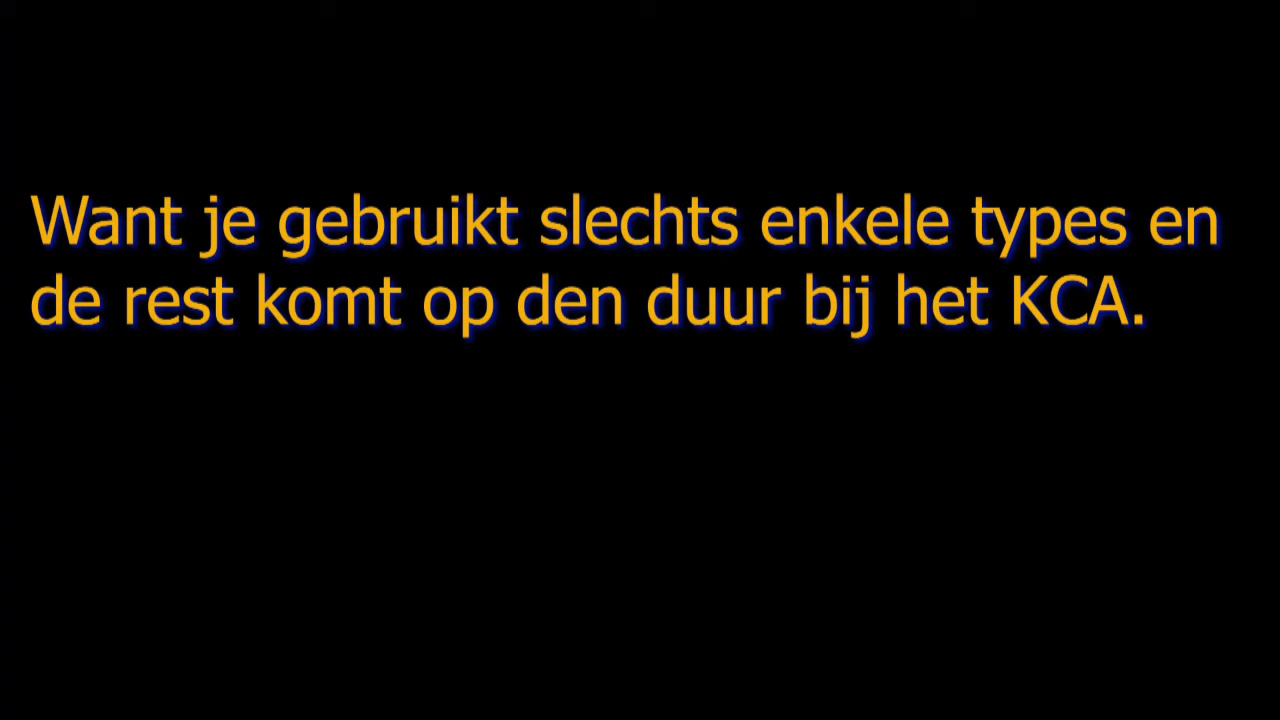 Want je gebruikt slechts enkele types en
de rest komt op den duur bij het KCA.